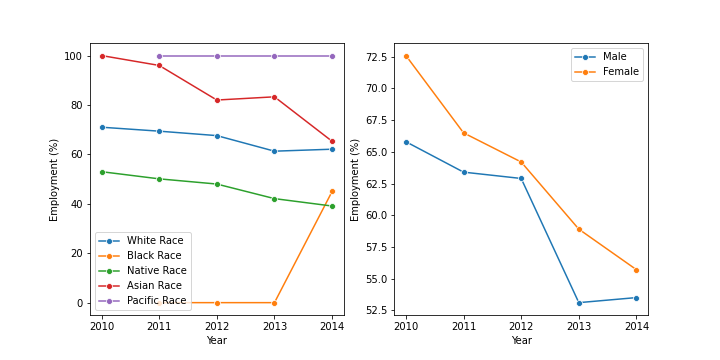 100
80
60
40
20
0
Employment (%)
2010 2011 2012 2013 2014
Year
White Race
Black Race
Native Race
Asian Race
Pacific Race
72.5
70.0
67.5
65.0
62.5
60.0
57.5
55.0
52.5
Employment (%)
2010 2011 2012 2013 2014
Year
Male
Female